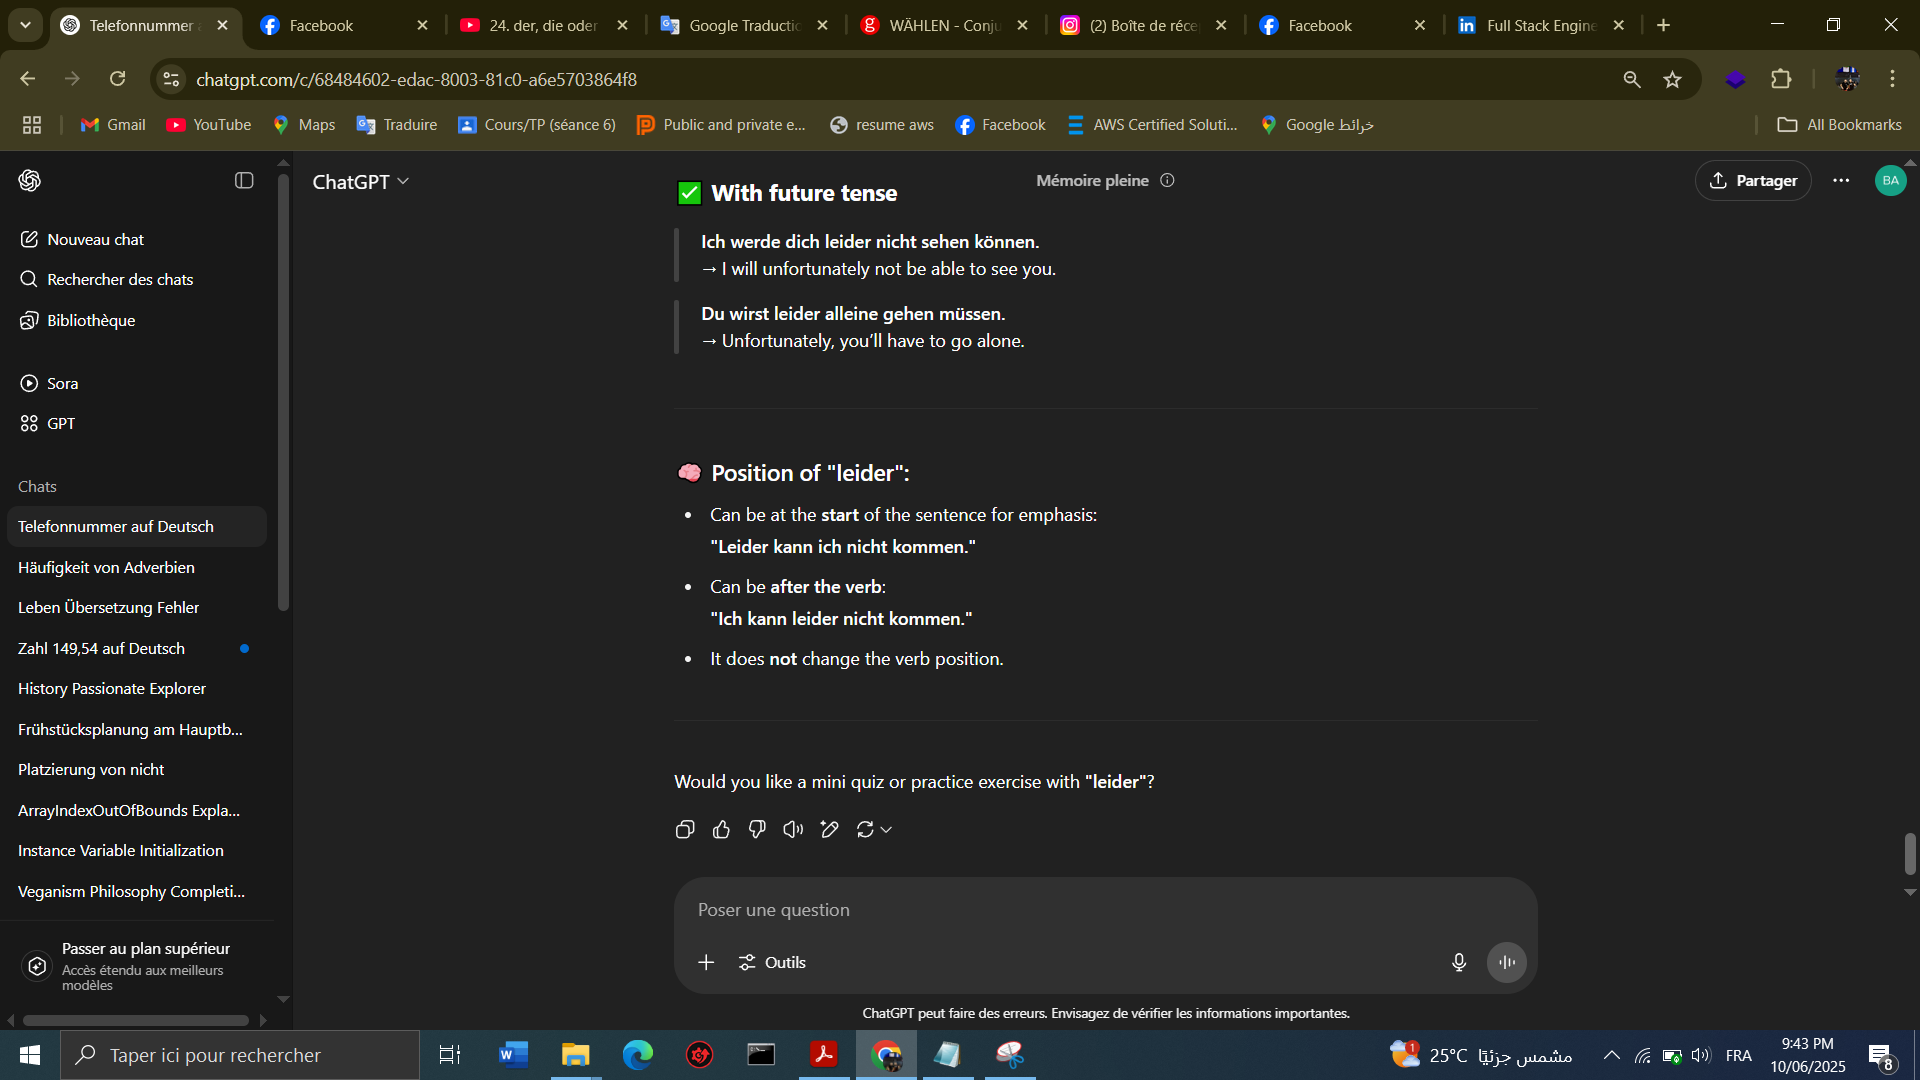 Telefonnummer a
Facebook
24. der, die oder
Google Traductio
WÄHLEN - Conju
(2) Boîte de réce
Facebook
Full Stack Engine
chatgpt.com/c/68484602-edac-8003-81c0-a6e5703864f8
Gmail
YouTube
Maps
Traduire
Cours/TP (séance 6)
Public and private e...
resume aws
Facebook
AWS Certified Soluti...
خرائط Google
All Bookmarks
ChatGPT
Mémoire pleine
Partager
BA
Nouveau chat
Rechercher des chats
Bibliothèque
Sora
GPT
Chats
Telefonnummer auf Deutsch
Häufigkeit von Adverbien
Leben Übersetzung Fehler
Zahl 149,54 auf Deutsch
History Passionate Explorer
Frühstücksplanung am Hauptb...
Platzierung von nicht
ArrayIndexOutOfBounds Expla...
Instance Variable Initialization
Veganism Philosophy Completi...
Passer au plan supérieur
Accès étendu aux meilleurs
modèles
✅ With future tense
Ich werde dich leider nicht sehen können.
→ I will unfortunately not be able to see you.
Du wirst leider alleine gehen müssen.
→ Unfortunately, you’ll have to go alone.
🧠 Position of "leider":
• Can be at the start of the sentence for emphasis:
"Leider kann ich nicht kommen."
• Can be after the verb:
"Ich kann leider nicht kommen."
• It does not change the verb position.
Would you like a mini quiz or practice exercise with "leider"?
Poser une question
Outils
ChatGPT peut faire des erreurs. Envisagez de vérifier les informations importantes.
Taper ici pour rechercher
1
25°C مشمس جزئيًا
FRA
9:43 PM
10/06/2025
8